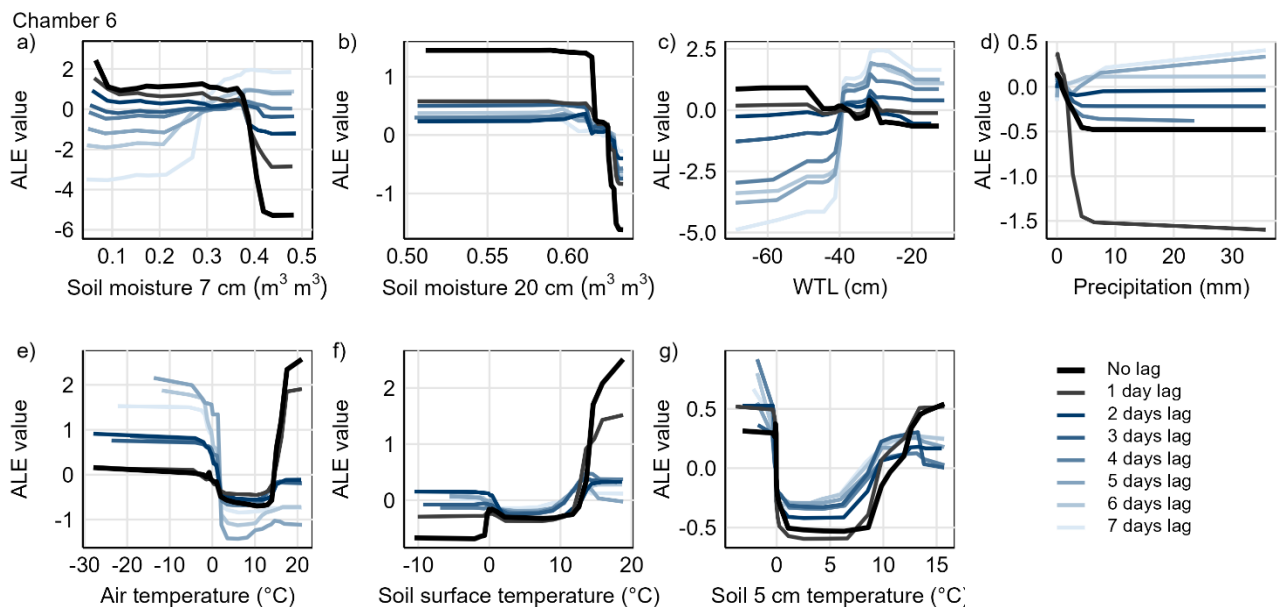 Chamber 6
a) b) c) d)
ALE value ALE value ALE value ALE value
2 0 -2 -4 -6
1 0 1
2.5 0.0 -2.5 -5.0
0.5 0.0 -0.5 -1.0 -1.5
0.1 0.2 0.3 0.4 0.5
0.50 0.55 0.60
-60 -40 -20
0 10 20 30
Soil moisture 7 cm (m³ m³) Soil moisture 20 cm (m³ m³) WTL (cm) Precipitation (mm)
e) f) g)
ALE value ALE value ALE value
2 1 0 -1
2 1 0
0.5 0.0 -0.5
-30 -20 -10 0 10 20
-10 0 10 20
0 5 10 15
Air temperature (°C) Soil surface temperature (°C) Soil 5 cm temperature (°C)
No lag
1 day lag
2 days lag
3 days lag
4 days lag
5 days lag
6 days lag
7 days lag